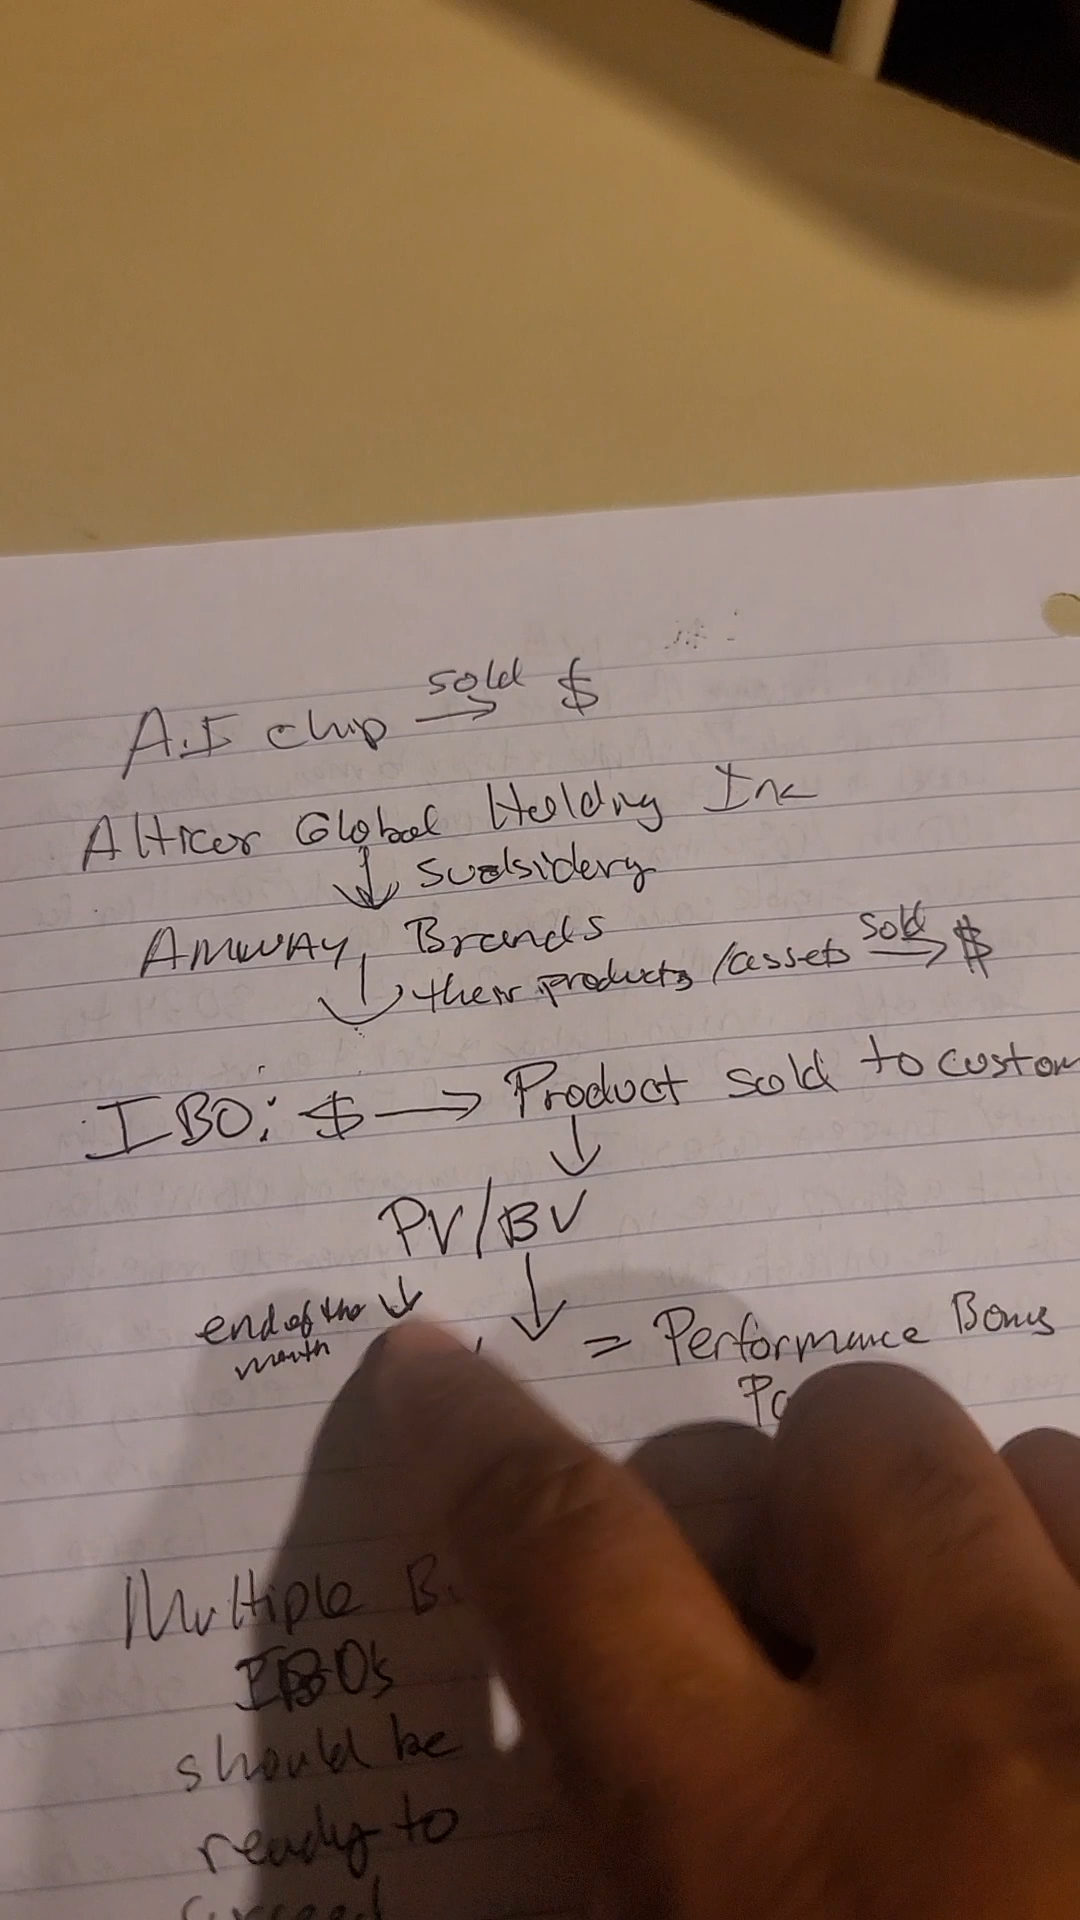 A.I chip → sold $
Alticor Global Holding Inc
↓ Subsidery
AMWAY, Brands
↓ their products/assets → sold $
IBO: $ → Product sold to custom
↓
PV/BV
end of the ↓ ↓
month
= Performance Bonus
Multiple
IBOs
should be
ready to